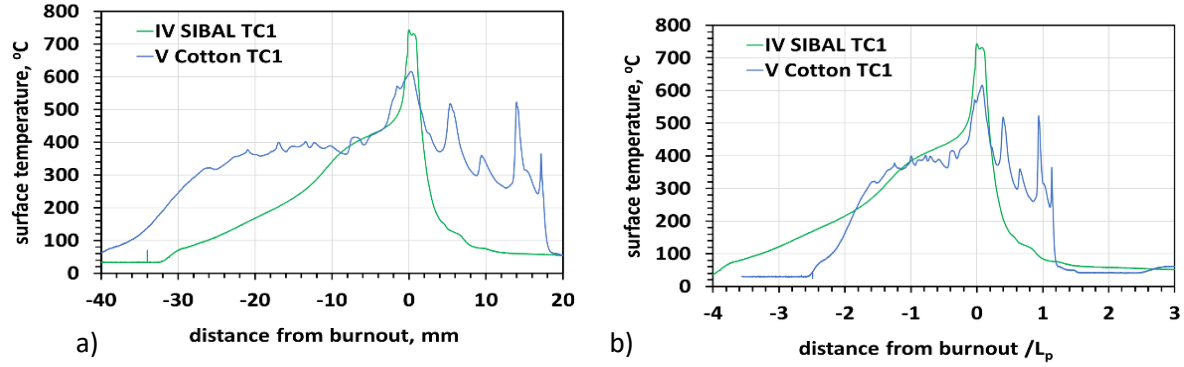 800
700
600
500
400
300
200
100
0
surface temperature, ⁰C
IV SIBAL TC1
V Cotton TC1
-40 -30 -20 -10 0 10 20
distance from burnout, mm
a)
800
700
600
500
400
300
200
100
0
surface temperature, ⁰C
IV SIBAL TC1
V Cotton TC1
-4 -3 -2 -1 0 1 2 3
distance from burnout /Lₚ
b)